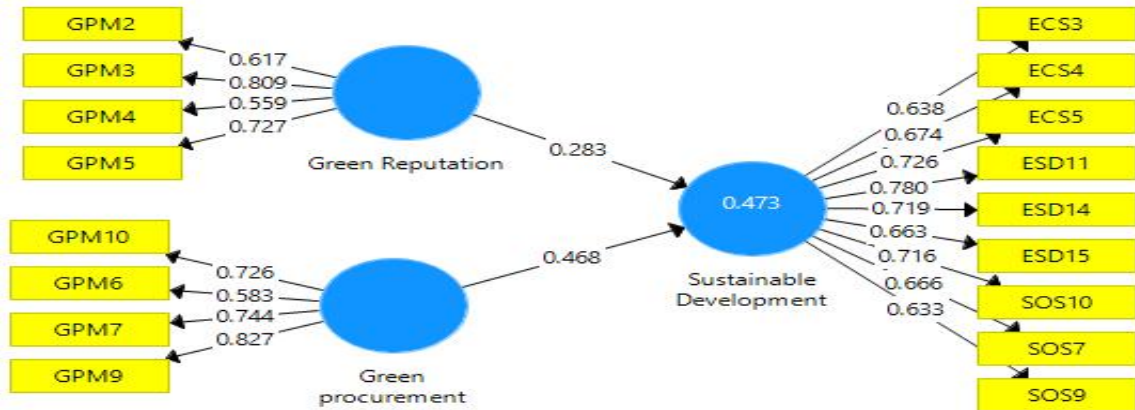 GPM2
GPM3
GPM4
GPM5
0.617
0.809
0.559
0.727
Green Reputation
0.283
GPM10
GPM6
GPM7
GPM9
0.726
0.583
0.744
0.827
Green
procurement
0.468
0.473
Sustainable
Development
0.638
0.674
0.726
0.780
0.719
0.663
0.716
0.666
0.633
ECS3
ECS4
ECS5
ESD11
ESD14
ESD15
SOS10
SOS7
SOS9